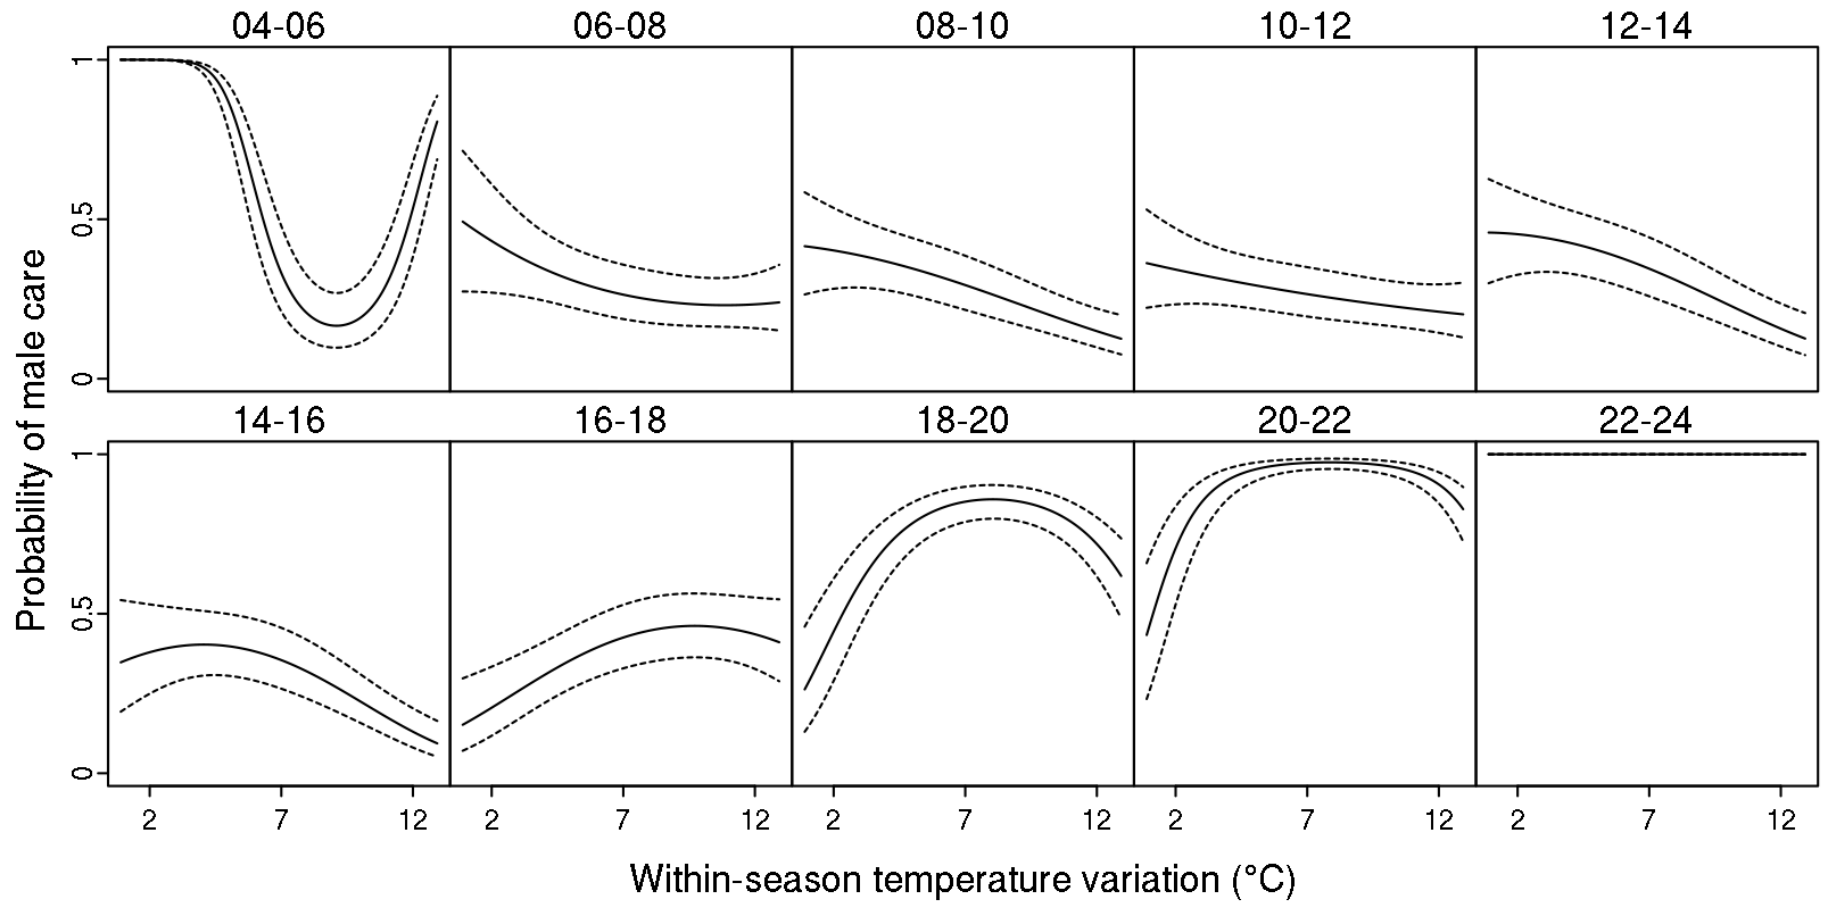 04-06 06-08 08-10 10-12 12-14
1
0.5
0
14-16 16-18 18-20 20-22 22-24
1
0.5
0
Probability of male care
2 7 12 2 7 12 2 7 12 2 7 12 2 7 12
Within-season temperature variation (°C)